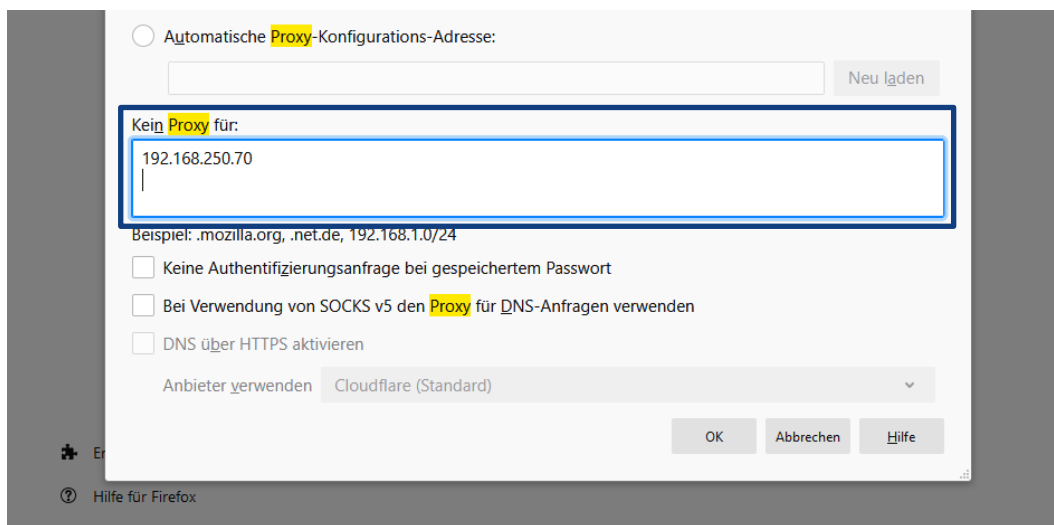 Automatische Proxy-Konfigurations-Adresse:
Neu laden
Kein Proxy für:
192.168.250.70
Beispiel: .mozilla.org, .net.de, 192.168.1.0/24
Keine Authentifizierungsanfrage bei gespeichertem Passwort
Bei Verwendung von SOCKS v5 den Proxy für DNS-Anfragen verwenden
DNS über HTTPS aktivieren
Anbieter verwenden Cloudflare (Standard)
OK Abbrechen Hilfe
Hilfe für Firefox